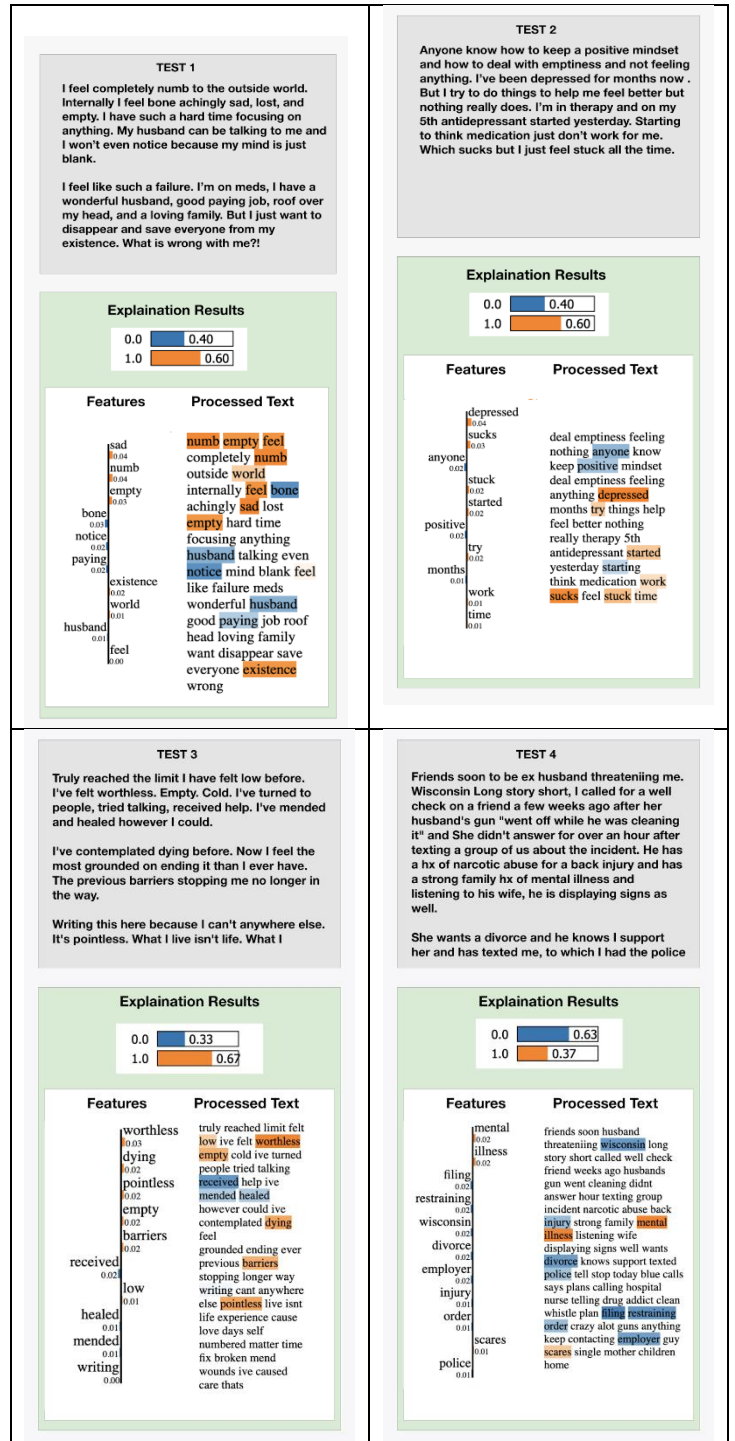 TEST 1
I feel completely numb to the outside world.
Internally I feel bone achingly sad, lost, and
empty. I have such a hard time focusing on
anything. My husband can be talking to me and
I won't even notice because my mind is just
blank.
I feel like such a failure. I'm on meds, I have a
wonderful husband, good paying job, roof over
my head, and a loving family. But I just want to
disappear and save everyone from my
existence. What is wrong with me?!
Explaination Results
0.0 0.40
1.0 0.60
Features Processed Text
sad
0.04
numb
0.04
empty
0.03
bone
0.03
notice
0.02
paying
0.02
existence
0.02
world
0.01
husband
0.01
feel
0.00
numb empty feel
completely numb
outside world
internally feel bone
achingly sad lost
empty hard time
focusing anything
husband talking even
notice mind blank feel
like failure meds
wonderful husband
good paying job roof
head loving family
want disappear save
everyone existence
wrong
TEST 2
Anyone know how to keep a positive mindset
and how to deal with emptiness and not feeling
anything. I've been depressed for months now .
But I try to do things to help me feel better but
nothing really does. I'm in therapy and on my
5th antidepressant started yesterday. Starting
to think medication just don't work for me.
Which sucks but I just feel stuck all the time.
Explaination Results
0.0 0.40
1.0 0.60
Features Processed Text
depressed
0.04
sucks
0.03
anyone
0.02
stuck
0.02
started
0.02
positive
0.02
try
0.02
months
0.01
work
0.01
time
0.01
deal emptiness feeling
nothing anyone know
keep positive mindset
deal emptiness feeling
anything depressed
months try things help
feel better nothing
really therapy 5th
antidepressant started
yesterday starting
think medication work
sucks feel stuck time
TEST 3
Truly reached the limit I have felt low before.
I've felt worthless. Empty. Cold. I've turned to
people, tried talking, received help. I've mended
and healed however I could.
I've contemplated dying before. Now I feel the
most grounded on ending it than I ever have.
The previous barriers stopping me no longer in
the way.
Writing this here because I can't anywhere else.
It's pointless. What I live isn't life. What I
Explaination Results
0.0 0.33
1.0 0.67
Features Processed Text
worthless
0.03
dying
0.02
pointless
0.02
empty
0.02
barriers
0.02
received
0.02
low
0.01
healed
0.01
mended
0.01
writing
0.00
truly reached limit felt
low ive felt worthless
empty cold ive turned
people tried talking
received help ive
mended healed
however could ive
contemplated dying
feel
grounded ending ever
previous barriers
stopping longer way
writing cant anywhere
else pointless live isnt
life experience cause
love days self
numbered matter time
fix broken mend
wounds ive caused
care thats
TEST 4
Friends soon to be ex husband threateniing me.
Wisconsin Long story short, I called for a well
check on a friend a few weeks ago after her
husband's gun "went off while he was cleaning
it" and She didn't answer for over an hour after
texting a group of us about the incident. He has
a hx of narcotic abuse for a back injury and has
a strong family hx of mental illness and
listening to his wife, he is displaying signs as
well.
She wants a divorce and he knows I support
her and has texted me, to which I had the police
Explaination Results
0.0 0.63
1.0 0.37
Features Processed Text
mental
0.02
illness
0.02
filing
0.02
restraining
0.02
wisconsin
0.02
divorce
0.02
employer
0.02
injury
0.01
order
0.01
scares
0.01
police
0.01
friends soon husband
threateniing wisconsin long
story short called well check
friend weeks ago husbands
gun went cleaning didnt
answer hour texting group
incident narcotic abuse back
injury strong family mental
illness listening wife
displaying signs well wants
divorce knows support texted
police tell stop today blue calls
says plans calling hospital
nurse telling drug addict clean
whistle plan filing restraining
order crazy alot guns anything
keep contacting employer guy
scares single mother children
home